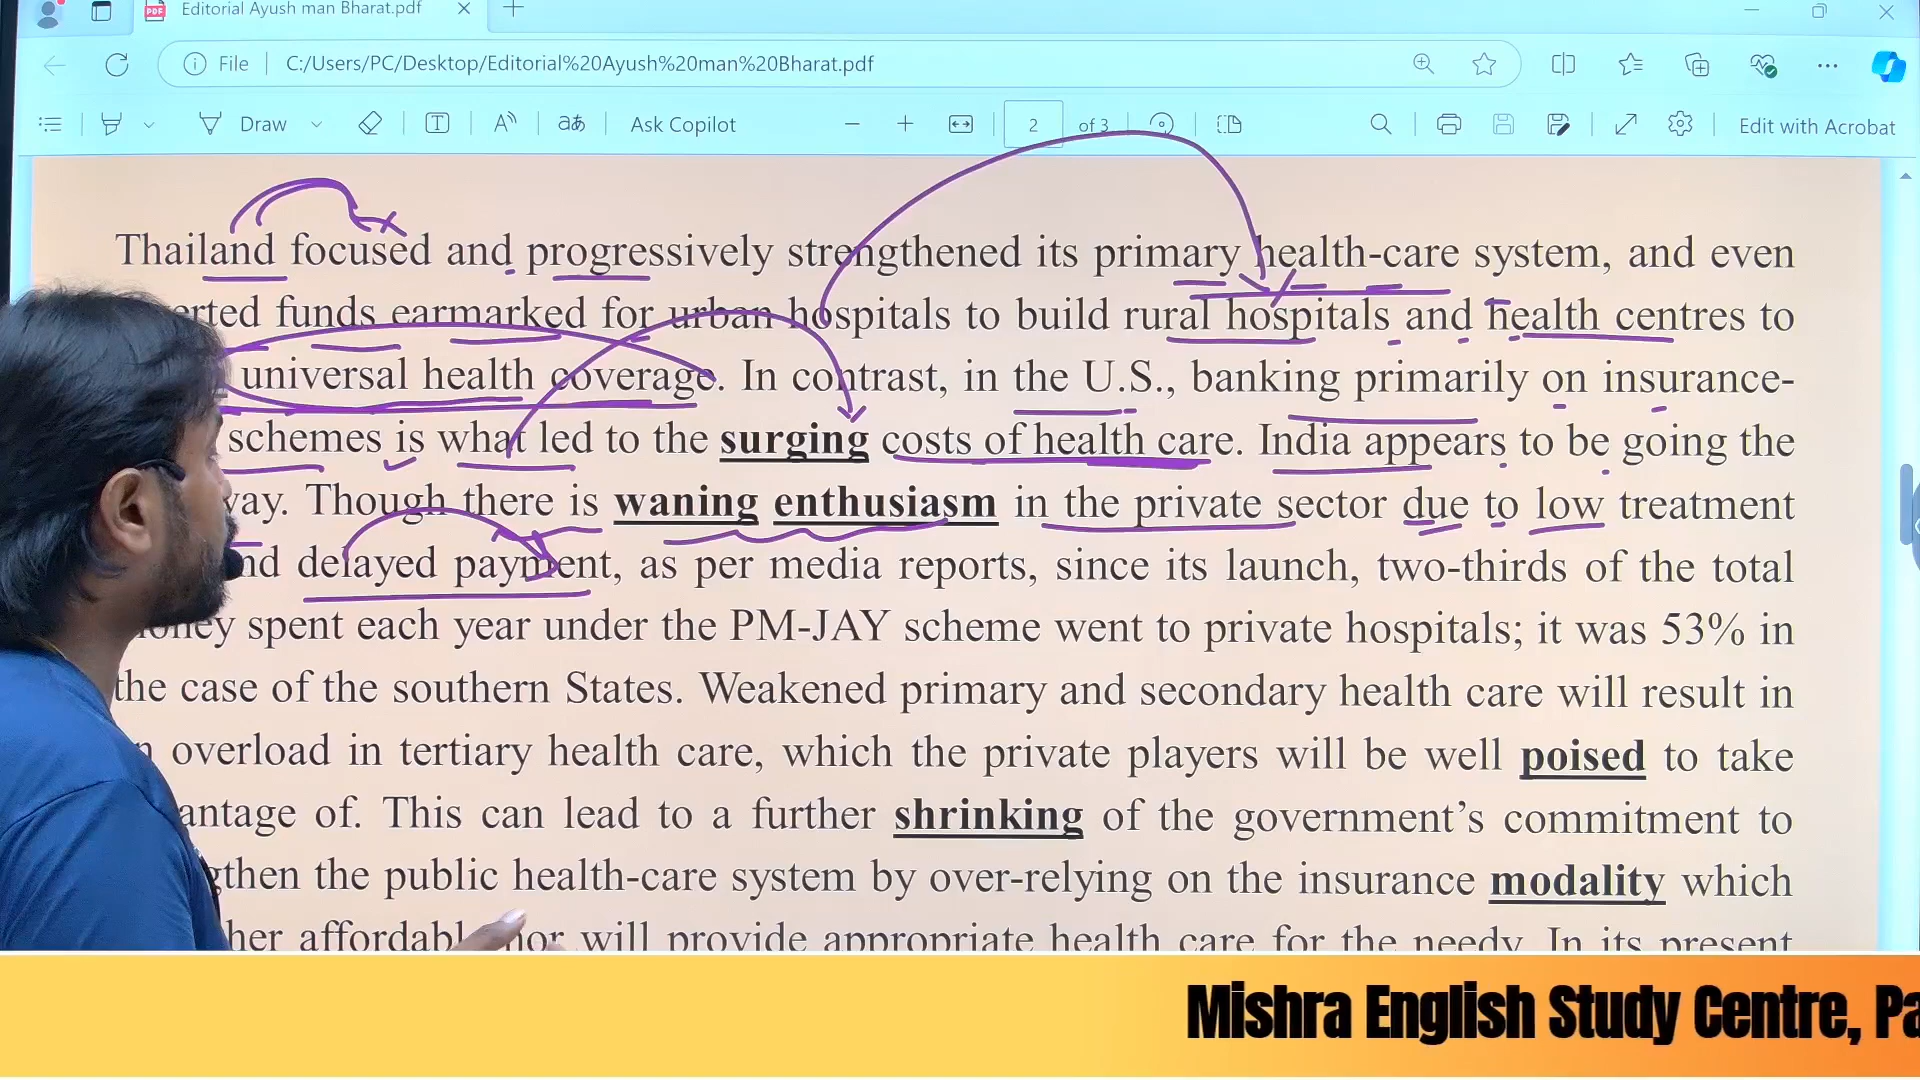 Editorial Ayush man Bharat.pdf
File
C:/Users/PC/Desktop/Editorial%20Ayush%20man%20Bharat.pdf
Draw
Ask Copilot
2 of 3
Edit with Acrobat
Thailand focused and progressively strengthened its primary health-care system, and even
funds earmarked for urban hospitals to build rural hospitals and health centres to
universal health coverage. In contrast, in the U.S., banking primarily on insurance-
schemes is what led to the surging costs of health care. India appears to be going the
Though there is waning enthusiasm in the private sector due to low treatment
delayed payment, as per media reports, since its launch, two-thirds of the total
spent each year under the PM-JAY scheme went to private hospitals; it was 53% in
the case of the southern States. Weakened primary and secondary health care will result in
overload in tertiary health care, which the private players will be well poised to take
of. This can lead to a further shrinking of the government's commitment to
the public health-care system by over-relying on the insurance modality which
nor will provide appropriate health care for the needy. In its present
Mishra English Study Centre,